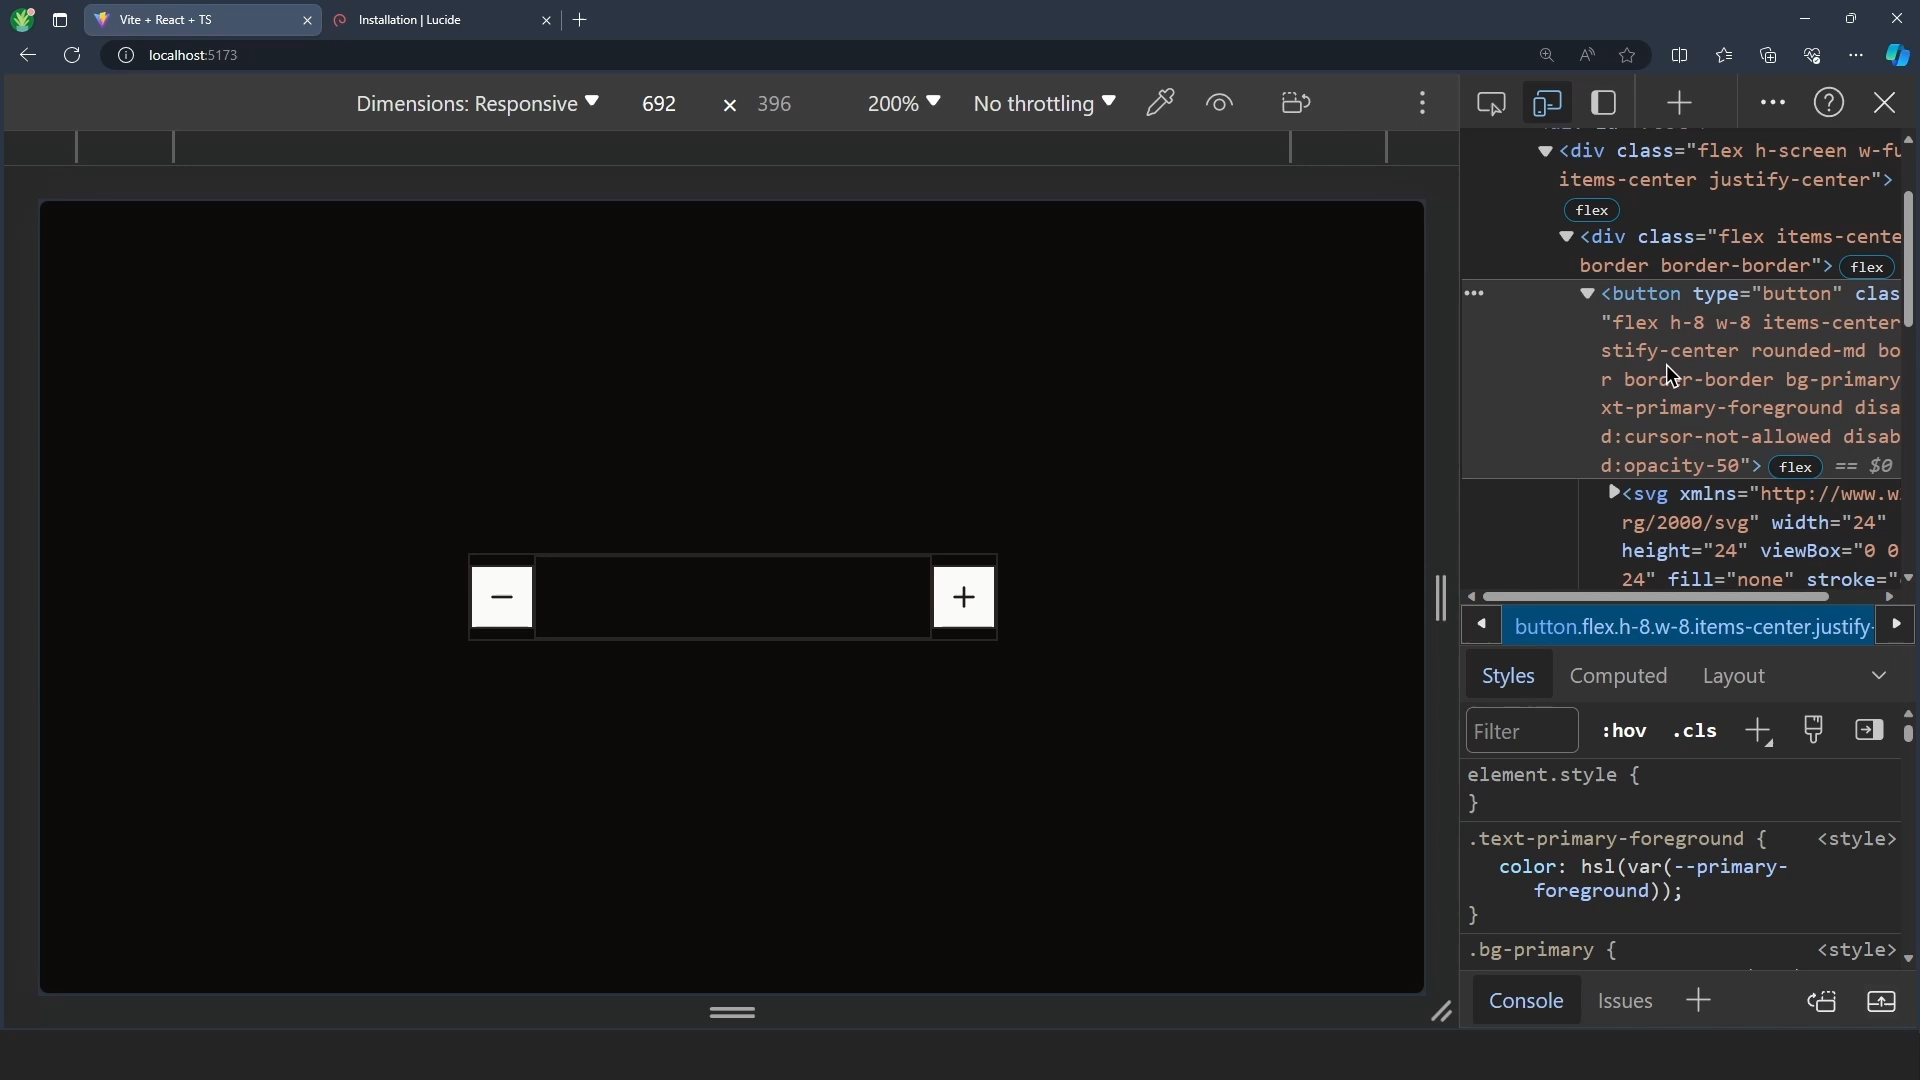 Vite + React + TS
Installation | Lucide
localhost:5173
Dimensions: Responsive 692 × 396 200% No throttling
<div class="flex h-screen w-fu
items-center justify-center">
flex
<div class="flex items-cente
border border-border"> flex
<button type="button" clas
"flex h-8 w-8 items-center
stify-center rounded-md bo
r border-border bg-primary
xt-primary-foreground disa
d:cursor-not-allowed disab
d:opacity-50"> flex == $0
<svg xmlns="http://www.w
rg/2000/svg" width="24"
height="24" viewBox="0 0
24" fill="none" stroke="
button.flex.h-8.w-8.items-center.justify-
Styles Computed Layout
Filter :hov .cls
element.style {
}
.text-primary-foreground { <style>
color: hsl(var(--primary-
foreground));
}
.bg-primary { <style>
Console Issues